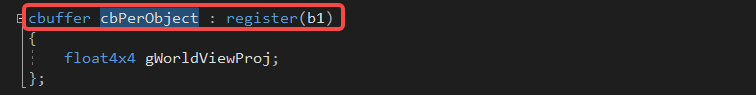 cbuffer cbPerObject : register(b1)
{
    float4x4 gWorldViewProj;
};